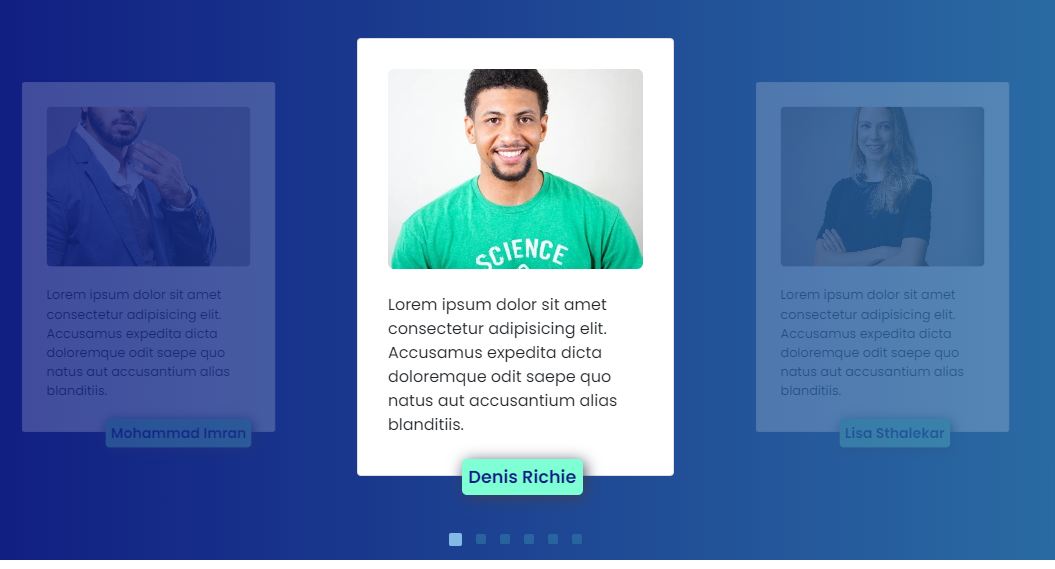 Lorem ipsum dolor sit amet
consectetur adipisicing elit.
Accusamus expedita dicta
doloremque odit saepe quo
natus aut accusantium alias
blanditiis.
Mohammad Imran
SCIENCE
Lorem ipsum dolor sit amet
consectetur adipisicing elit.
Accusamus expedita dicta
doloremque odit saepe quo
natus aut accusantium alias
blanditiis.
Denis Richie
Lorem ipsum dolor sit amet
consectetur adipisicing elit.
Accusamus expedita dicta
doloremque odit saepe quo
natus aut accusantium alias
blanditiis.
Lisa Sthalekar